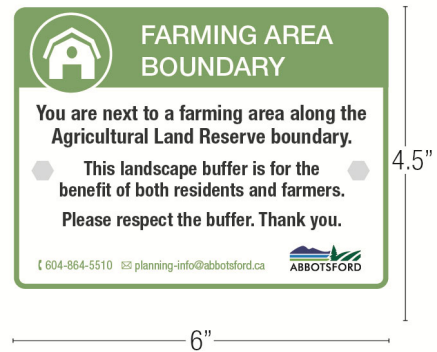 FARMING AREA
BOUNDARY
You are next to a farming area along the
Agricultural Land Reserve boundary.
This landscape buffer is for the
benefit of both residents and farmers.
Please respect the buffer. Thank you.
604-864-5510 planning-info@abbotsford.ca
ABBOTSFORD
4.5”
6”